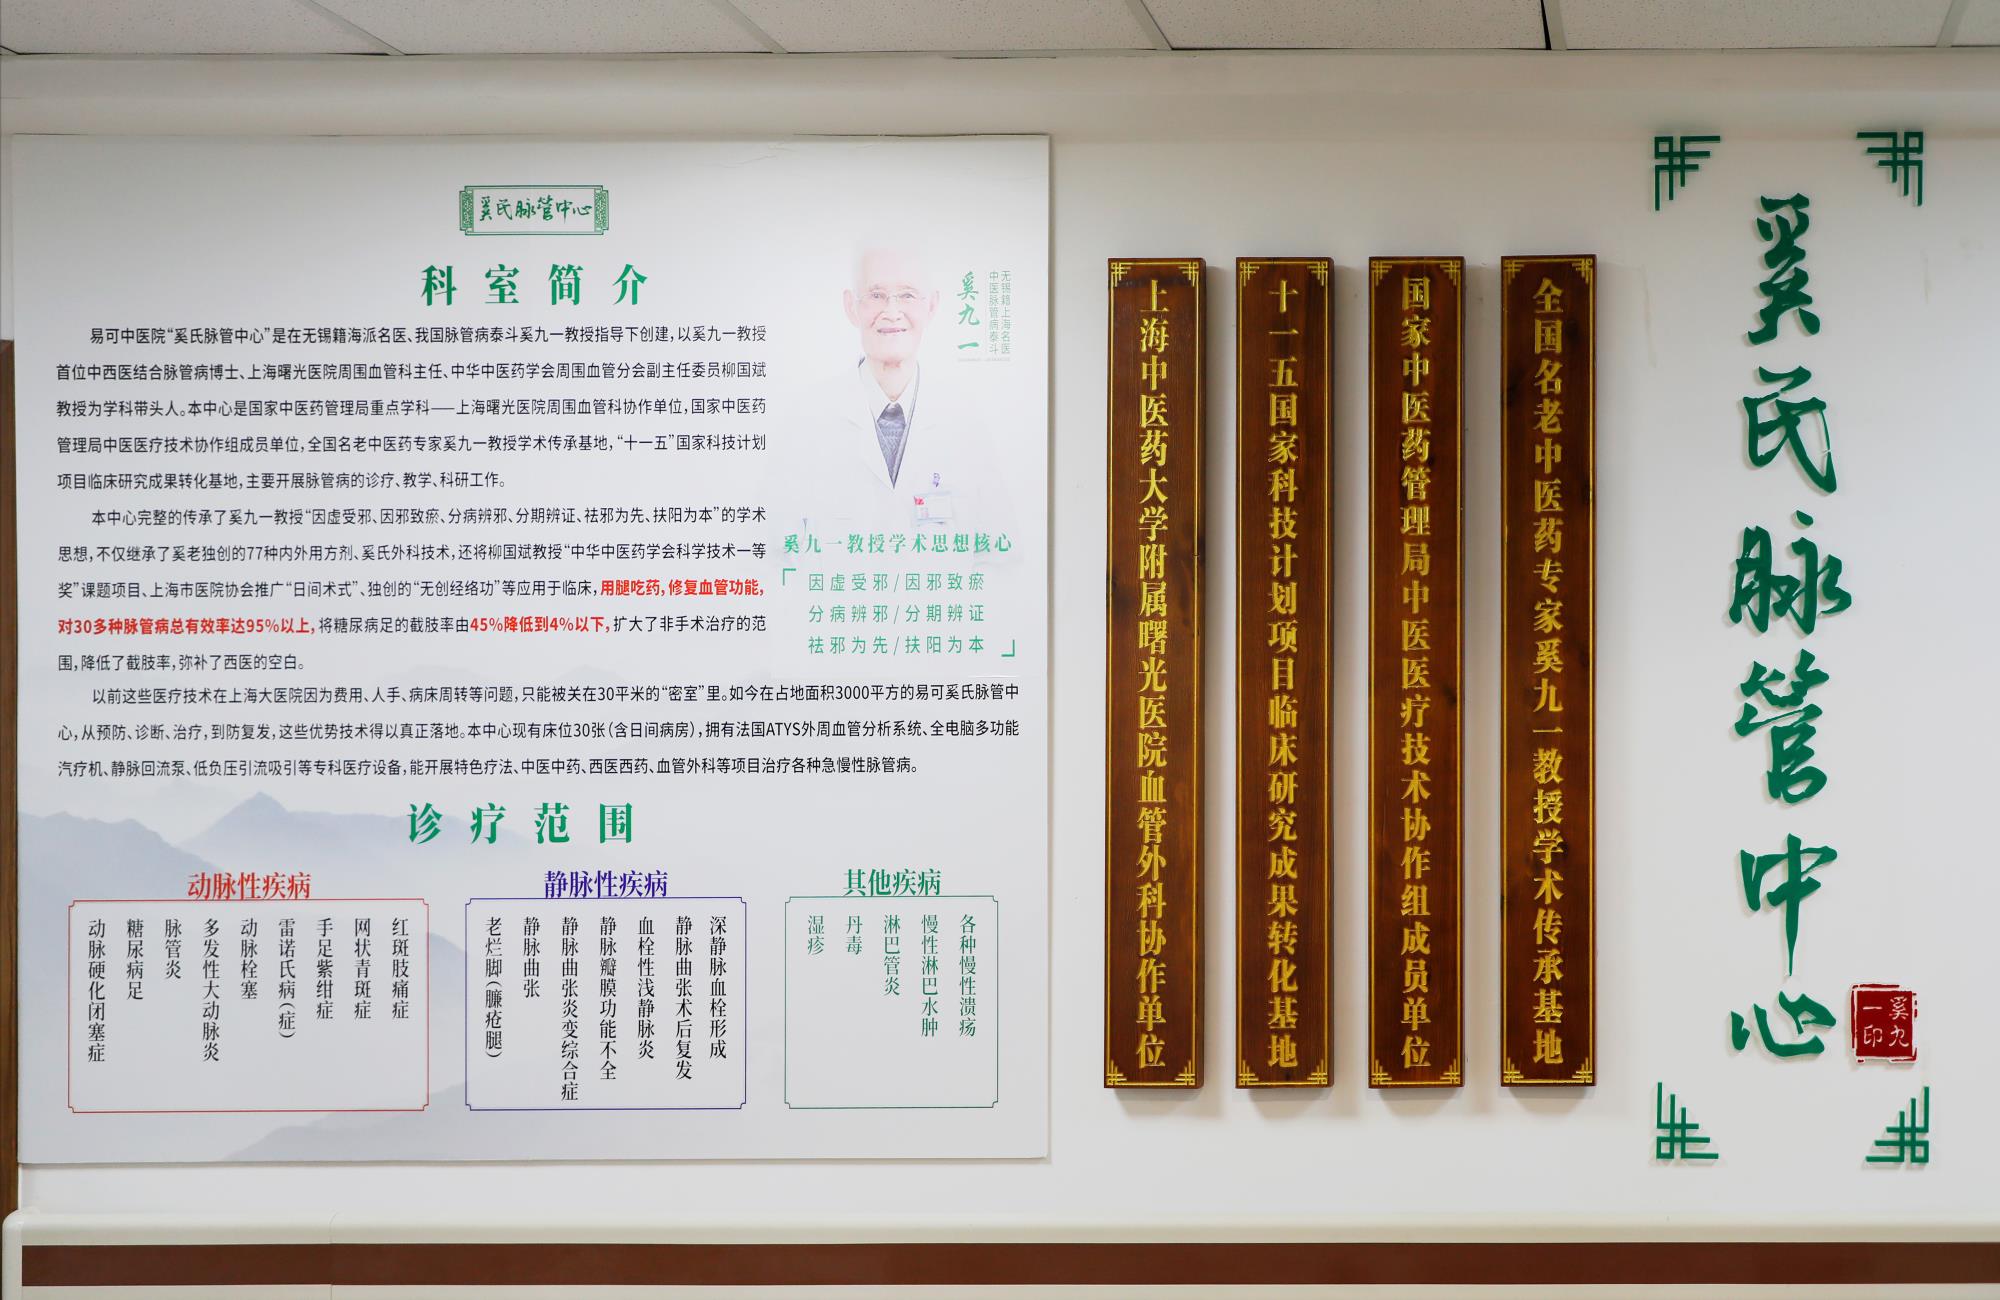 奚氏脉管中心
科室简介
易可中医院“奚氏脉管中心”是在无锡籍海派名医、我国脉管病泰斗奚九一教授指导下创建，以奚九一教授
首位中西医结合脉管病博士、上海曙光医院周围血管科主任、中华中医药学会周围血管分会副主任委员柳国斌
教授为学科带头人。本中心是国家中医药管理局重点学科——上海曙光医院周围血管科协作单位，国家中医药
管理局中医医疗技术协作组成员单位，全国名老中医药专家奚九一教授学术传承基地，“十一五”国家科技计划
项目临床研究成果转化基地，主要开展脉管病的诊疗、教学、科研工作。
本中心完整的传承了奚九一教授“因虚受邪、因邪致瘀、分病辨邪、分期辨证、祛邪为先、扶阳为本”的学术
思想，不仅继承了奚老独创的77种内外用方剂、奚氏外科技术，还将柳国斌教授“中华中医药学会科学技术一等
奖”课题项目、上海市医院协会推广“日间术式”、独创的“无创经络功”等应用于临床，用腿吃药，修复血管功能，
对30多种脉管病总有效率达95%以上，将糖尿病足的截肢率由45%降低到4%以下，扩大了非手术治疗的范
围，降低了截肢率，弥补了西医的空白。
以前这些医疗技术在上海大医院因为费用、人手、病床周转等问题，只能被关在30平米的“密室”里。如今在占地面积3000平方的易可奚氏脉管中
心，从预防、诊断、治疗，到防复发，这些优势技术得以真正落地。本中心现有床位30张（含日间病房），拥有法国ATYS外周血管分析系统、全电脑多功能
汽疗机、静脉回流泵、低负压引流吸引等专科医疗设备，能开展特色疗法、中医中药、西医西药、血管外科等项目治疗各种急慢性脉管病。
无锡籍上海名医
中医脉管病泰斗
奚九一
奚九一教授学术思想核心
「因虚受邪/因邪致瘀
分病辨邪/分期辨证
祛邪为先/扶阳为本」
诊疗范围
动脉性疾病
红斑肢痛症
网状青斑症
手足紫绀症
雷诺氏病（症）
动脉栓塞
多发性大动脉炎
脉管炎
糖尿病足
动脉硬化闭塞症
静脉性疾病
深静脉血栓形成
静脉曲张术后复发
血栓性浅静脉炎
静脉瓣膜功能不全
静脉曲张炎变综合症
静脉曲张
老烂脚（臁疮腿）
其他疾病
各种慢性溃疡
慢性淋巴水肿
淋巴管炎
丹毒
湿疹
上海中医药大学附属曙光医院血管外科协作单位
十一五国家科技计划项目临床研究成果转化基地
国家中医药管理局中医医疗技术协作组成员单位
全国名老中医药专家奚九一教授学术传承基地
奚氏脉管中心
奚九
一印